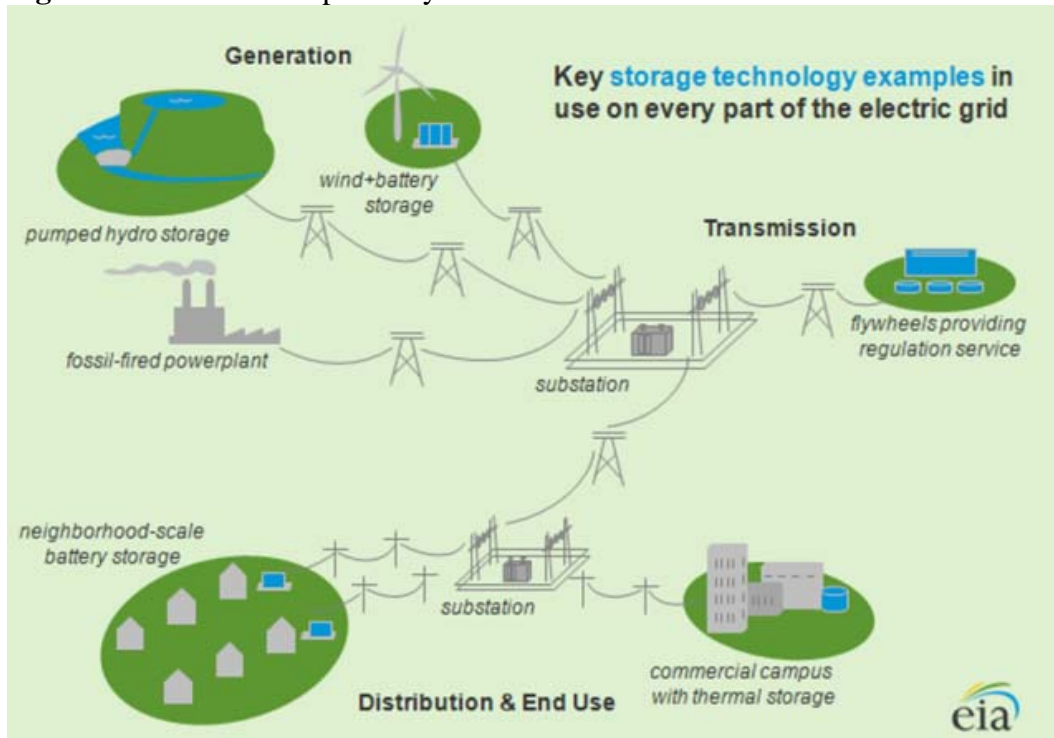 Generation
Key storage technology examples in
use on every part of the electric grid
wind+battery
storage
pumped hydro storage
Transmission
fossil-fired powerplant
flywheels providing
regulation service
substation
neighborhood-scale
battery storage
substation
commercial campus
with thermal storage
Distribution & End Use
eia